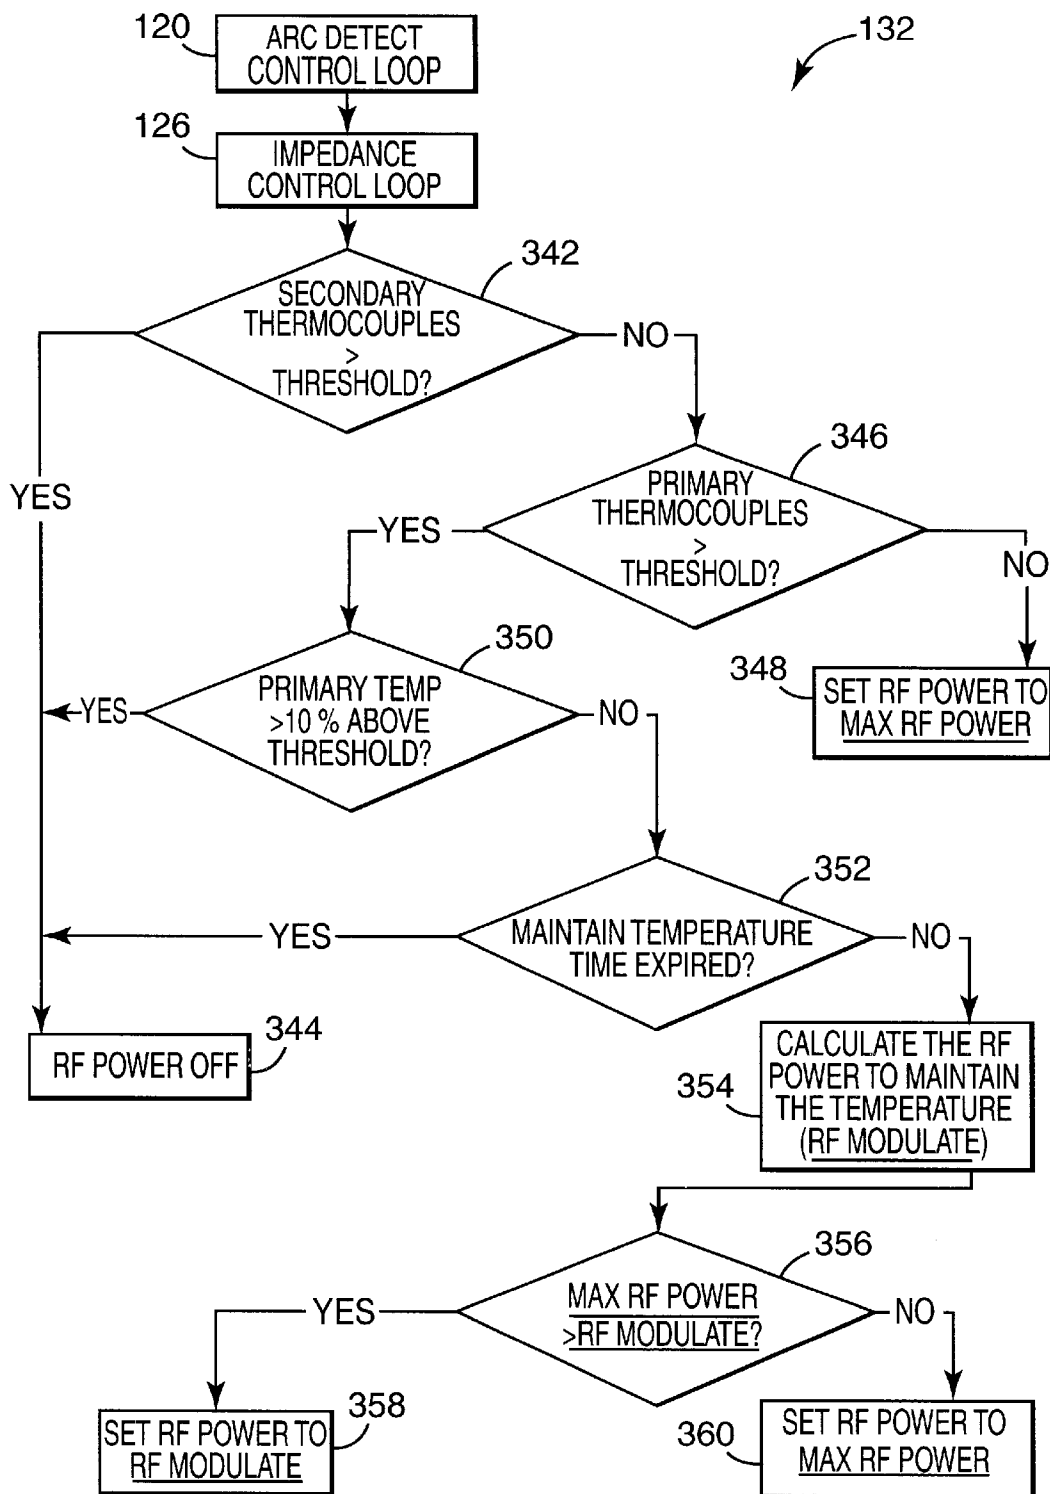 120
ARC DETECT
CONTROL LOOP
132
126
IMPEDANCE
CONTROL LOOP
342
SECONDARY
THERMOCOUPLES
>
THRESHOLD?
NO
YES
346
PRIMARY
THERMOCOUPLES
>
THRESHOLD?
YES
NO
350
PRIMARY TEMP
>10 % ABOVE
THRESHOLD?
YES
NO
348
SET RF POWER TO
MAX RF POWER
352
MAINTAIN TEMPERATURE
TIME EXPIRED?
YES
NO
344
RF POWER OFF
354
CALCULATE THE RF
POWER TO MAINTAIN
THE TEMPERATURE
(RF MODULATE)
356
MAX RF POWER
>RF MODULATE?
YES
NO
358
SET RF POWER TO
RF MODULATE
360
SET RF POWER TO
MAX RF POWER